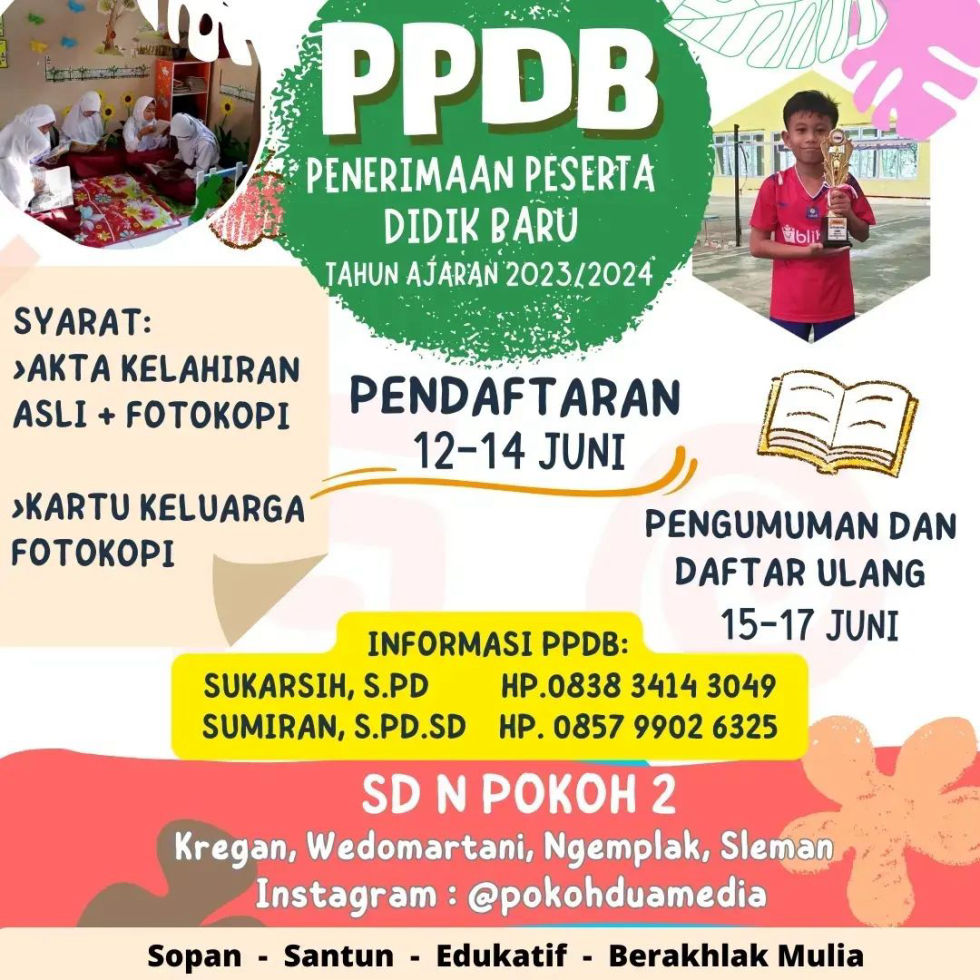 PPDB
PENERIMAAN PESERTA
DIDIK BARU
TAHUN AJARAN 2023/2024
SYARAT:
>AKTA KELAHIRAN
ASLI + FOTOKOPI
>KARTU KELUARGA
FOTOKOPI
PENDAFTARAN
12-14 JUNI
PENGUMUMAN DAN
DAFTAR ULANG
15-17 JUNI
INFORMASI PPDB:
SUKARSIH, S.PD HP.0838 3414 3049
SUMIRAN, S.PD.SD HP. 0857 9902 6325
SD N POKOH 2
Kregan, Wedomartani, Ngemplak, Sleman
Instagram : @pokohduamedia
Sopan - Santun - Edukatif - Berakhlak Mulia